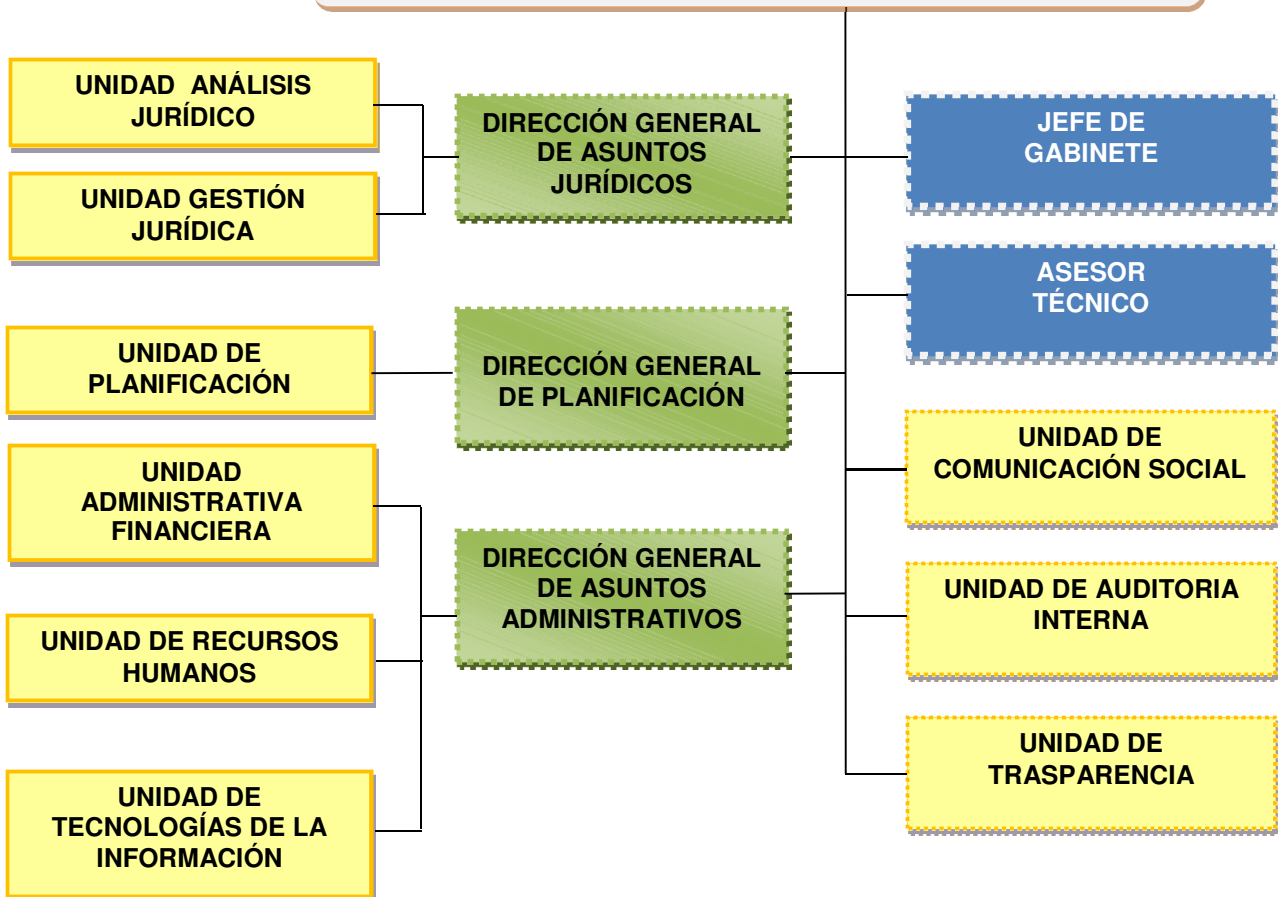 UNIDAD ANÁLISIS
JURÍDICO
UNIDAD GESTIÓN
JURÍDICA
UNIDAD DE
PLANIFICACIÓN
UNIDAD
ADMINISTRATIVA
FINANCIERA
UNIDAD DE RECURSOS
HUMANOS
UNIDAD DE
TECNOLOGÍAS DE LA
INFORMACIÓN
DIRECCIÓN GENERAL
DE ASUNTOS
JURÍDICOS
DIRECCIÓN GENERAL
DE PLANIFICACIÓN
DIRECCIÓN GENERAL
DE ASUNTOS
ADMINISTRATIVOS
JEFE DE
GABINETE
ASESOR
TÉCNICO
UNIDAD DE
COMUNICACIÓN SOCIAL
UNIDAD DE AUDITORIA
INTERNA
UNIDAD DE
TRASPARENCIA